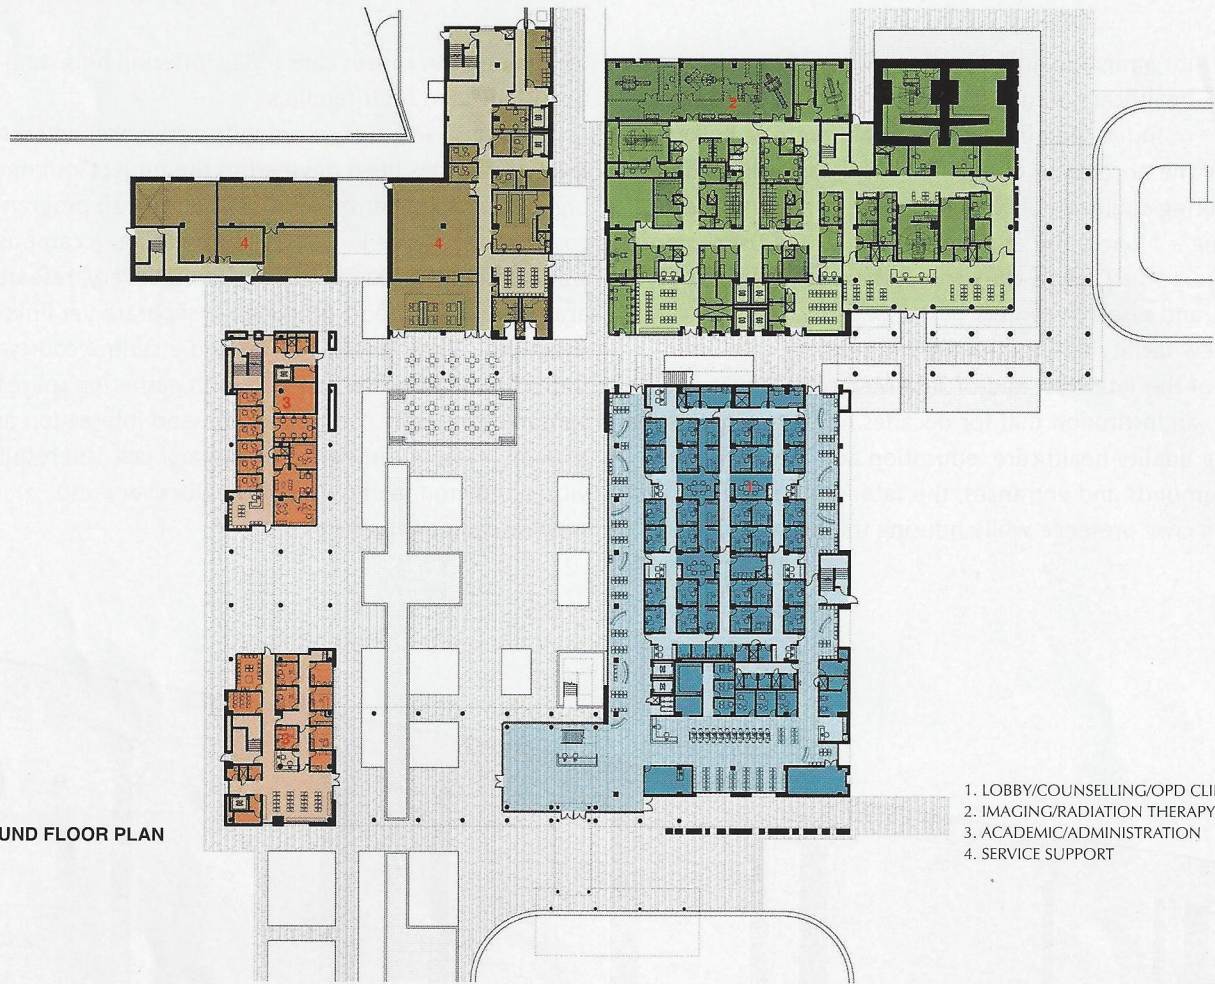 2
4
4
3
1
3
1. LOBBY/COUNSELLING/OPD CLI
2. IMAGING/RADIATION THERAPY
UND FLOOR PLAN
3. ACADEMIC/ADMINISTRATION
4. SERVICE SUPPORT